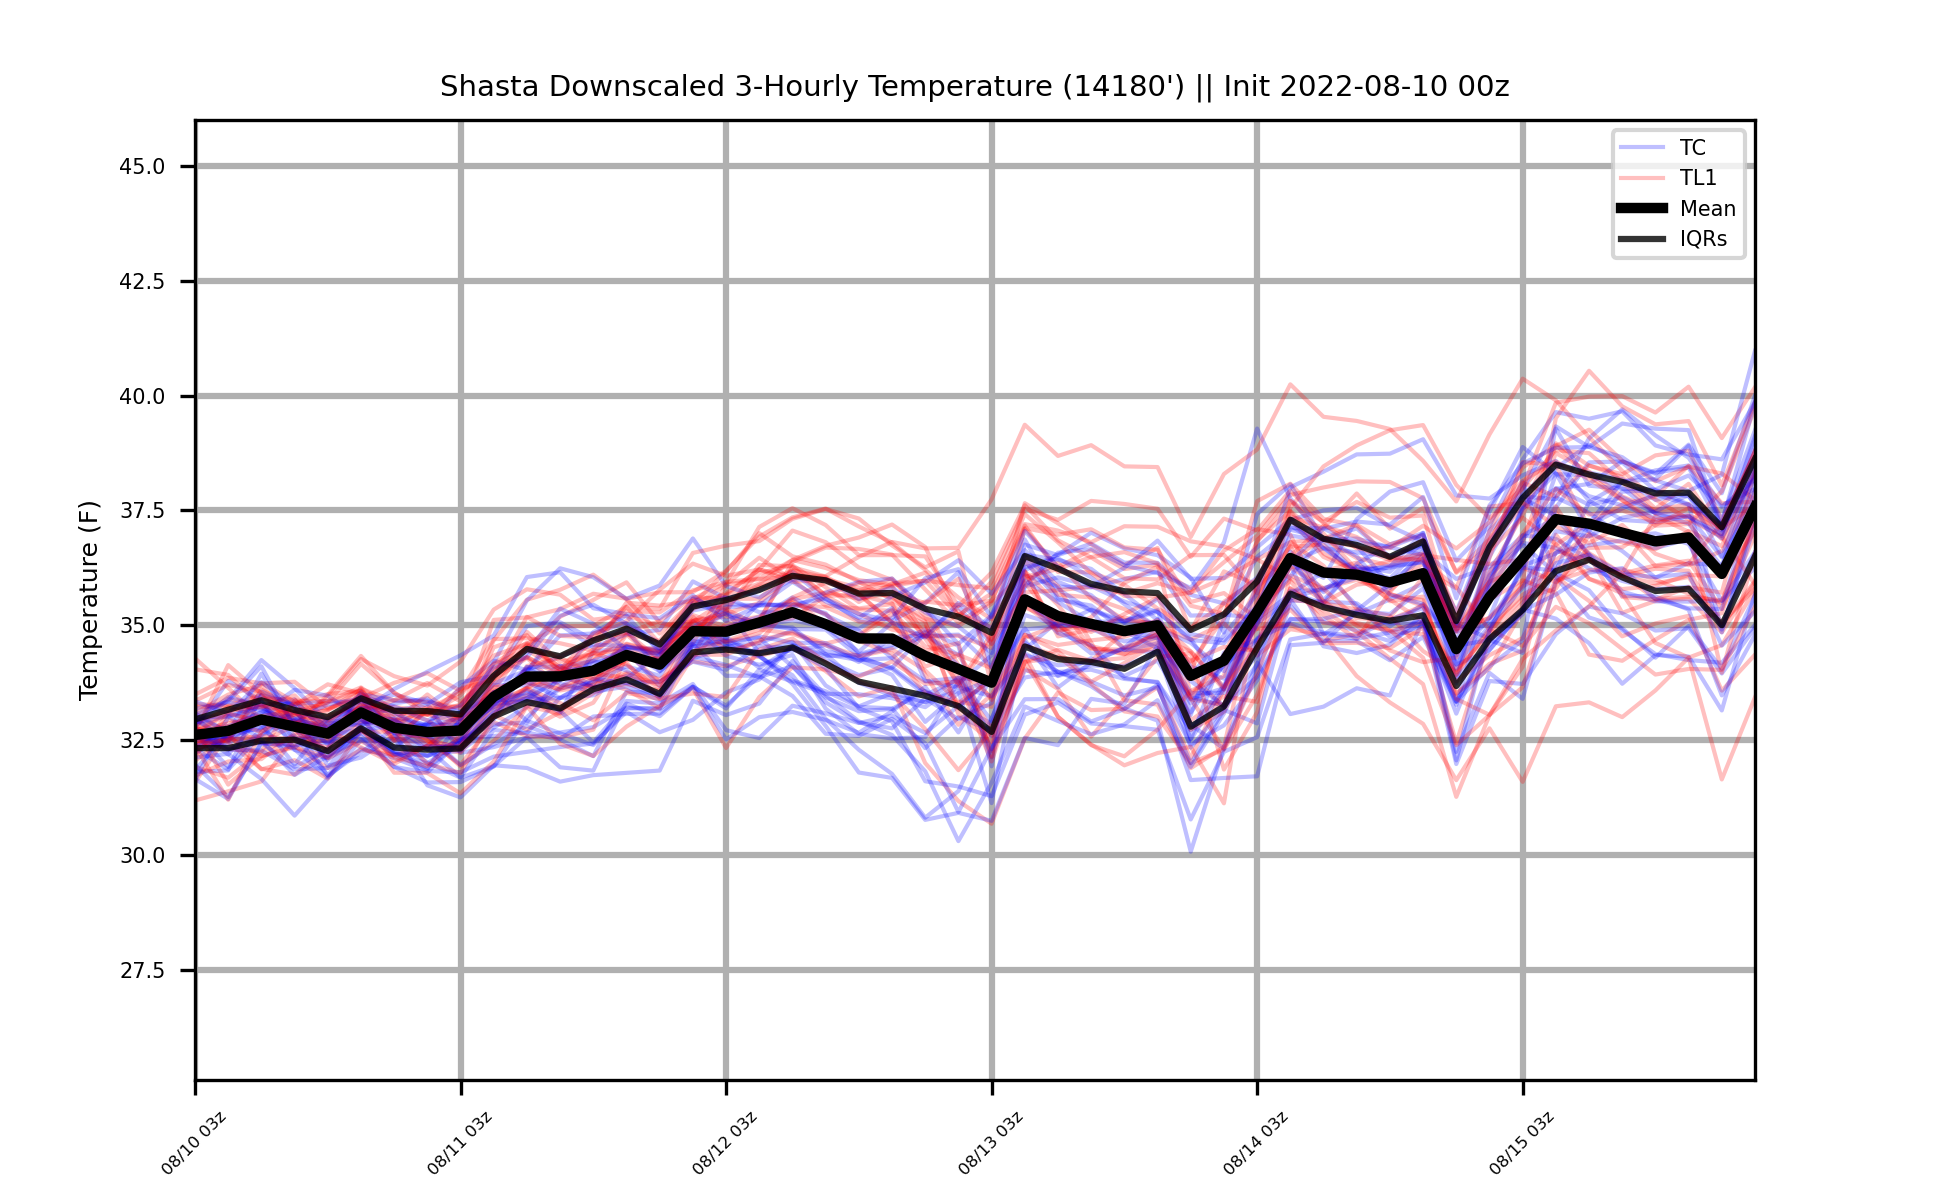 Shasta Downscaled 3-Hourly Temperature (14180') || Init 2022-08-10 00z
TC
TL1
Mean
IQRs
Temperature (F)
45.0
42.5
40.0
37.5
35.0
32.5
30.0
27.5
08/10 03z
08/11 03z
08/12 03z
08/13 03z
08/14 03z
08/15 03z